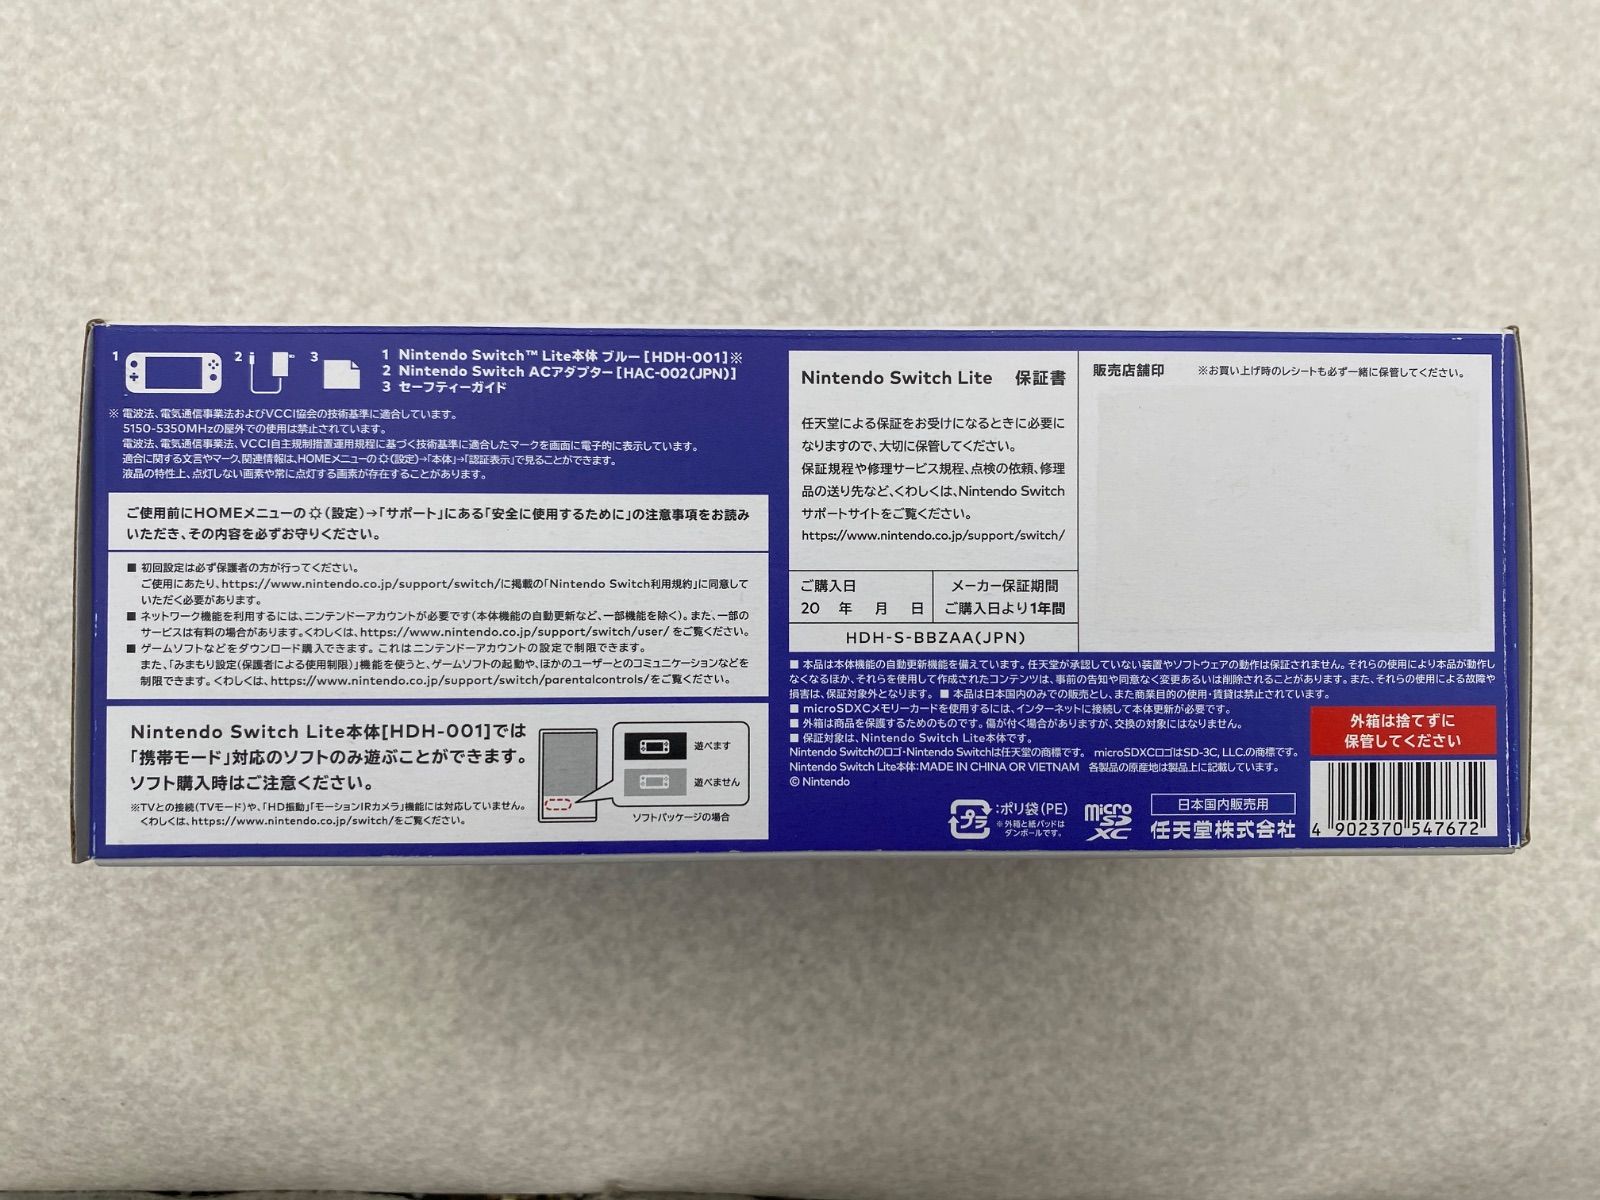 1 2 3
1 Nintendo Switch™ Lite本体 ブルー[HDH-001]※
2 Nintendo Switch ACアダプター[HAC-002(JPN)]
3 セーフティーガイド
※ 電波法、電気通信事業法およびVCCI協会の技術基準に適合しています。
5150-5350MHzの屋外での使用は禁止されています。
電波法、電気通信事業法、VCCI自主規制措置運用規程に基づく技術基準に適合したマークを画面に電子的に表示しています。
適合に関する文言やマーク、関連情報は、HOMEメニューの(設定)→「本体」→「認証表示」で見ることができます。
液晶の特性上、点灯しない画素や常に点灯する画素が存在することがあります。
ご使用前にHOMEメニューの(設定)→「サポート」にある「安全に使用するために」の注意事項をお読み
いただき、その内容を必ずお守りください。
■ 初回設定は必ず保護者の方が行ってください。
ご使用にあたり、https://www.nintendo.co.jp/support/switch/に掲載の「Nintendo Switch利用規約」に同意して
いただく必要があります。
■ ネットワーク機能を利用するには、ニンテンドーアカウントが必要です(本体機能の自動更新など、一部機能を除く)。また、一部の
サービスは有料の場合があります。くわしくは、https://www.nintendo.co.jp/support/switch/user/ をご覧ください。
■ ゲームソフトなどをダウンロード購入できます。これはニンテンドーアカウントの設定で制限できます。
また、「みまもり設定(保護者による使用制限)」機能を使うと、ゲームソフトの起動や、ほかのユーザーとのコミュニケーションなどを
制限できます。くわしくは、https://www.nintendo.co.jp/support/switch/parentalcontrols/をご覧ください。
Nintendo Switch Lite本体[HDH-001]では
「携帯モード」対応のソフトのみ遊ぶことができます。
ソフト購入時はご注意ください。
※TVとの接続(TVモード)や、「HD振動」「モーションIRカメラ」機能には対応していません。
くわしくは、https://www.nintendo.co.jp/switch/をご覧ください。
遊べます
遊べません
ソフトパッケージの場合
Nintendo Switch Lite 保証書
任天堂による保証をお受けになるときに必要に
なりますので、大切に保管してください。
保証規程や修理サービス規程、点検の依頼、修理
品の送り先など、くわしくは、Nintendo Switch
サポートサイトをご覧ください。
https://www.nintendo.co.jp/support/switch/
ご購入日
20 年 月 日
メーカー保証期間
ご購入日より1年間
HDH-S-BBZAA(JPN)
販売店舗印 ※お買い上げ時のレシートも必ず一緒に保管してください。
■ 本品は本体機能の自動更新機能を備えています。任天堂が承認していない装置やソフトウェアの動作は保証されません。それらの使用により本品が動作し
なくなるほか、それらを使用して作成されたコンテンツは、事前の告知や同意なく変更あるいは削除されることがあります。また、それらの使用による故障や
損害は、保証対象外となります。 ■ 本品は日本国内のみでの販売とし、また商業目的の使用・賃貸は禁止されています。
■ microSDXCメモリーカードを使用するには、インターネットに接続して本体更新が必要です。
■ 外箱は商品を保護するためのものです。傷が付く場合がありますが、交換の対象にはなりません。
■ 保証対象は、Nintendo Switch Lite本体です。
Nintendo Switchのロゴ・Nintendo Switchは任天堂の商標です。 microSDXCロゴはSD-3C, LLC.の商標です。
Nintendo Switch Lite本体:MADE IN CHINA OR VIETNAM 各製品の原産地は製品上に記載しています。
© Nintendo
外箱は捨てずに
保管してください
プラ
:ポリ袋(PE)
※外箱と紙パッドは
ダンボールです。
micro
SD
XC
日本国内販売用
任天堂株式会社
4 902370 547672